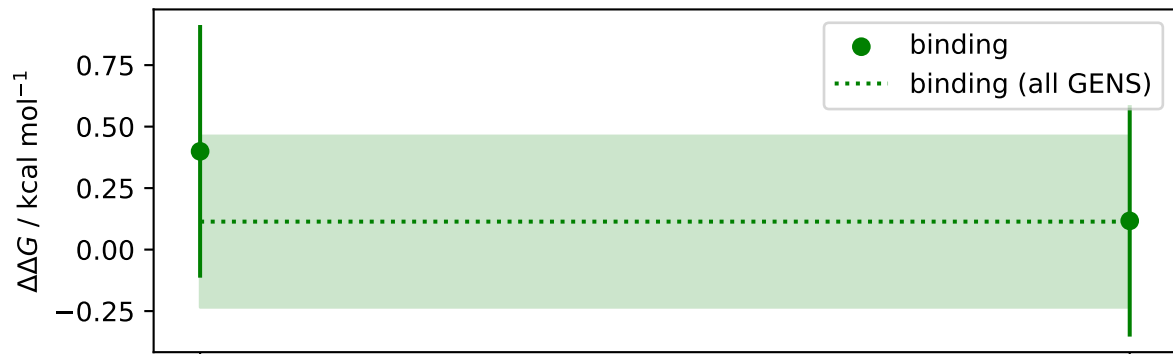 ΔΔG / kcal mol⁻¹
0.75
0.50
0.25
0.00
−0.25
binding
binding (all GENS)